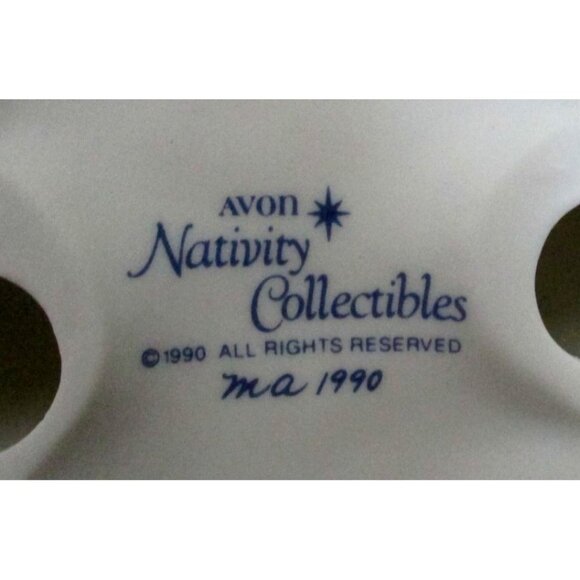 AVON
Nativity
Collectibles
©1990 ALL RIGHTS RESERVED
ma 1990